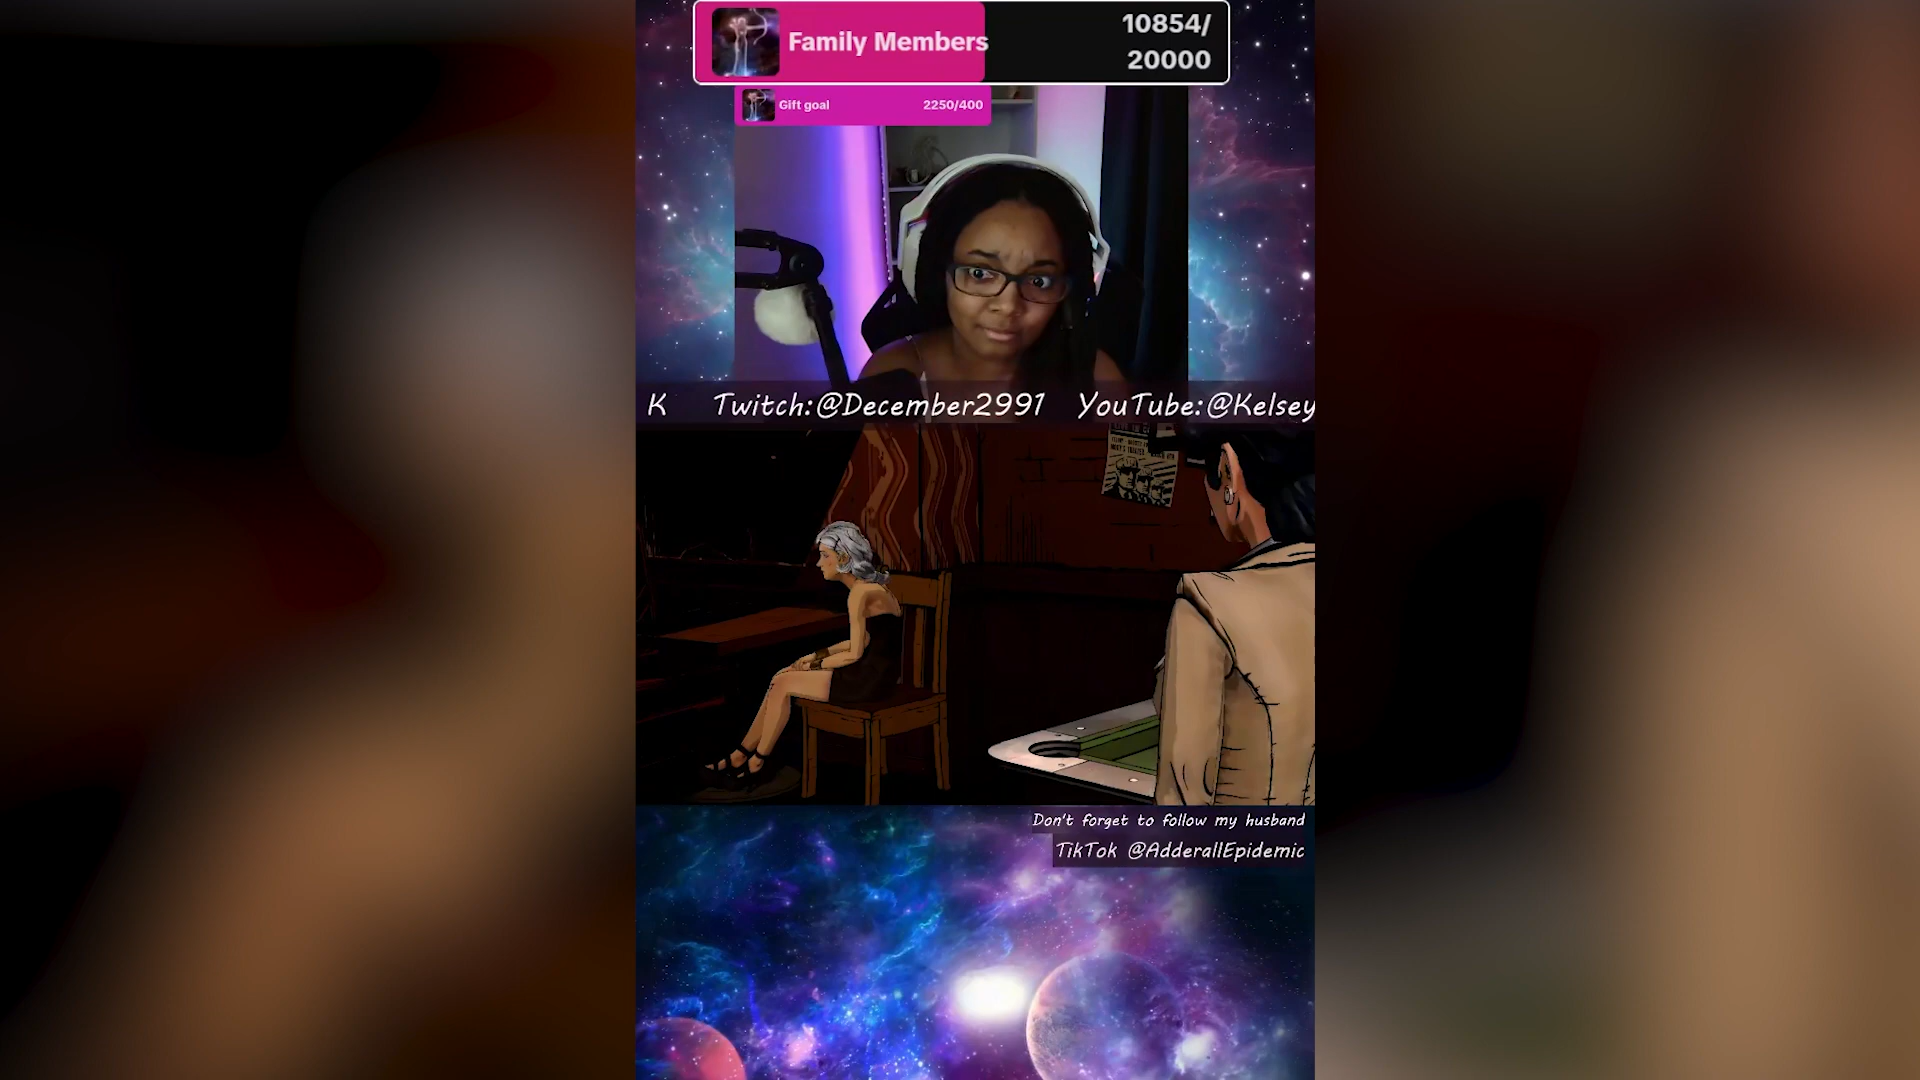 Family Members
10854/
20000
Gift goal
2250/400
K Twitch:@December2991 YouTube:@Kelsey
Don't forget to follow my husband
TikTok @AdderallEpidemic